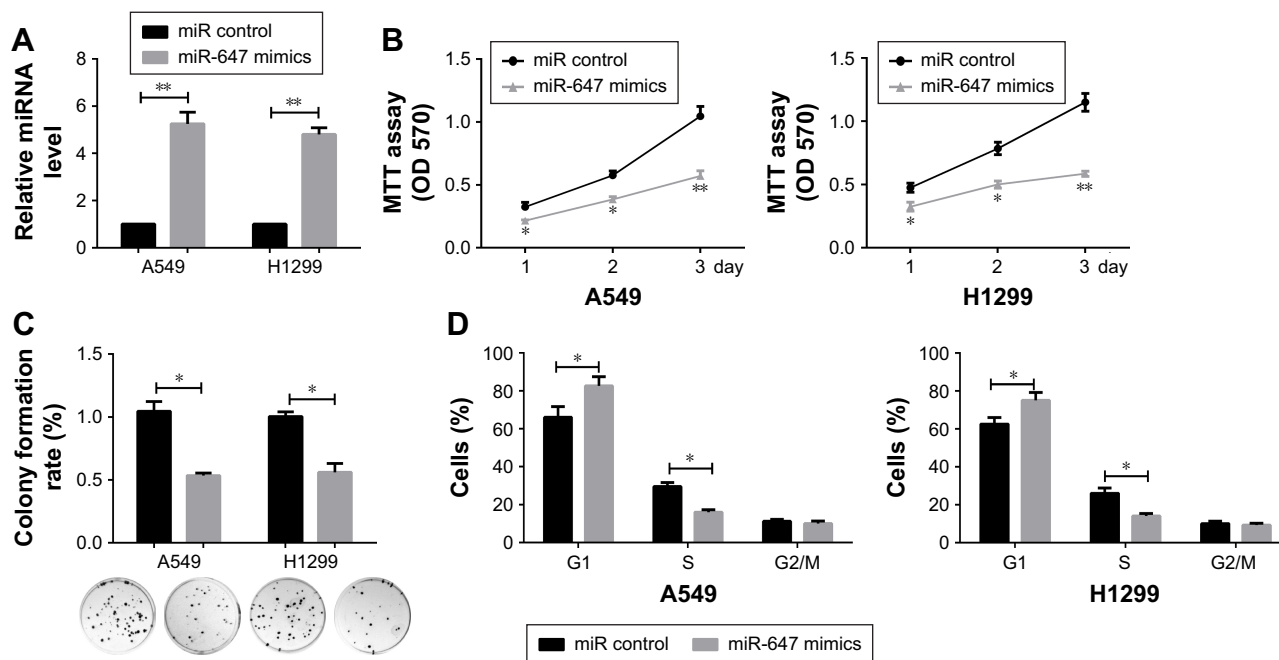 A
miR control
miR-647 mimics
Relative miRNA
level
8
6
4
2
0
**
**
A549
H1299
B
miR control
miR-647 mimics
MTT assay
(OD 570)
1.5
1.0
0.5
0.0
*
*
**
1
2
3 day
A549
miR control
miR-647 mimics
MTT assay
(OD 570)
1.5
1.0
0.5
0.0
*
*
**
1
2
3 day
H1299
C
Colony formation
rate (%)
1.5
1.0
0.5
0.0
*
*
A549
H1299
D
Cells (%)
100
80
60
40
20
0
*
*
G1
S
G2/M
A549
Cells (%)
100
80
60
40
20
0
*
*
G1
S
G2/M
H1299
miR control
miR-647 mimics